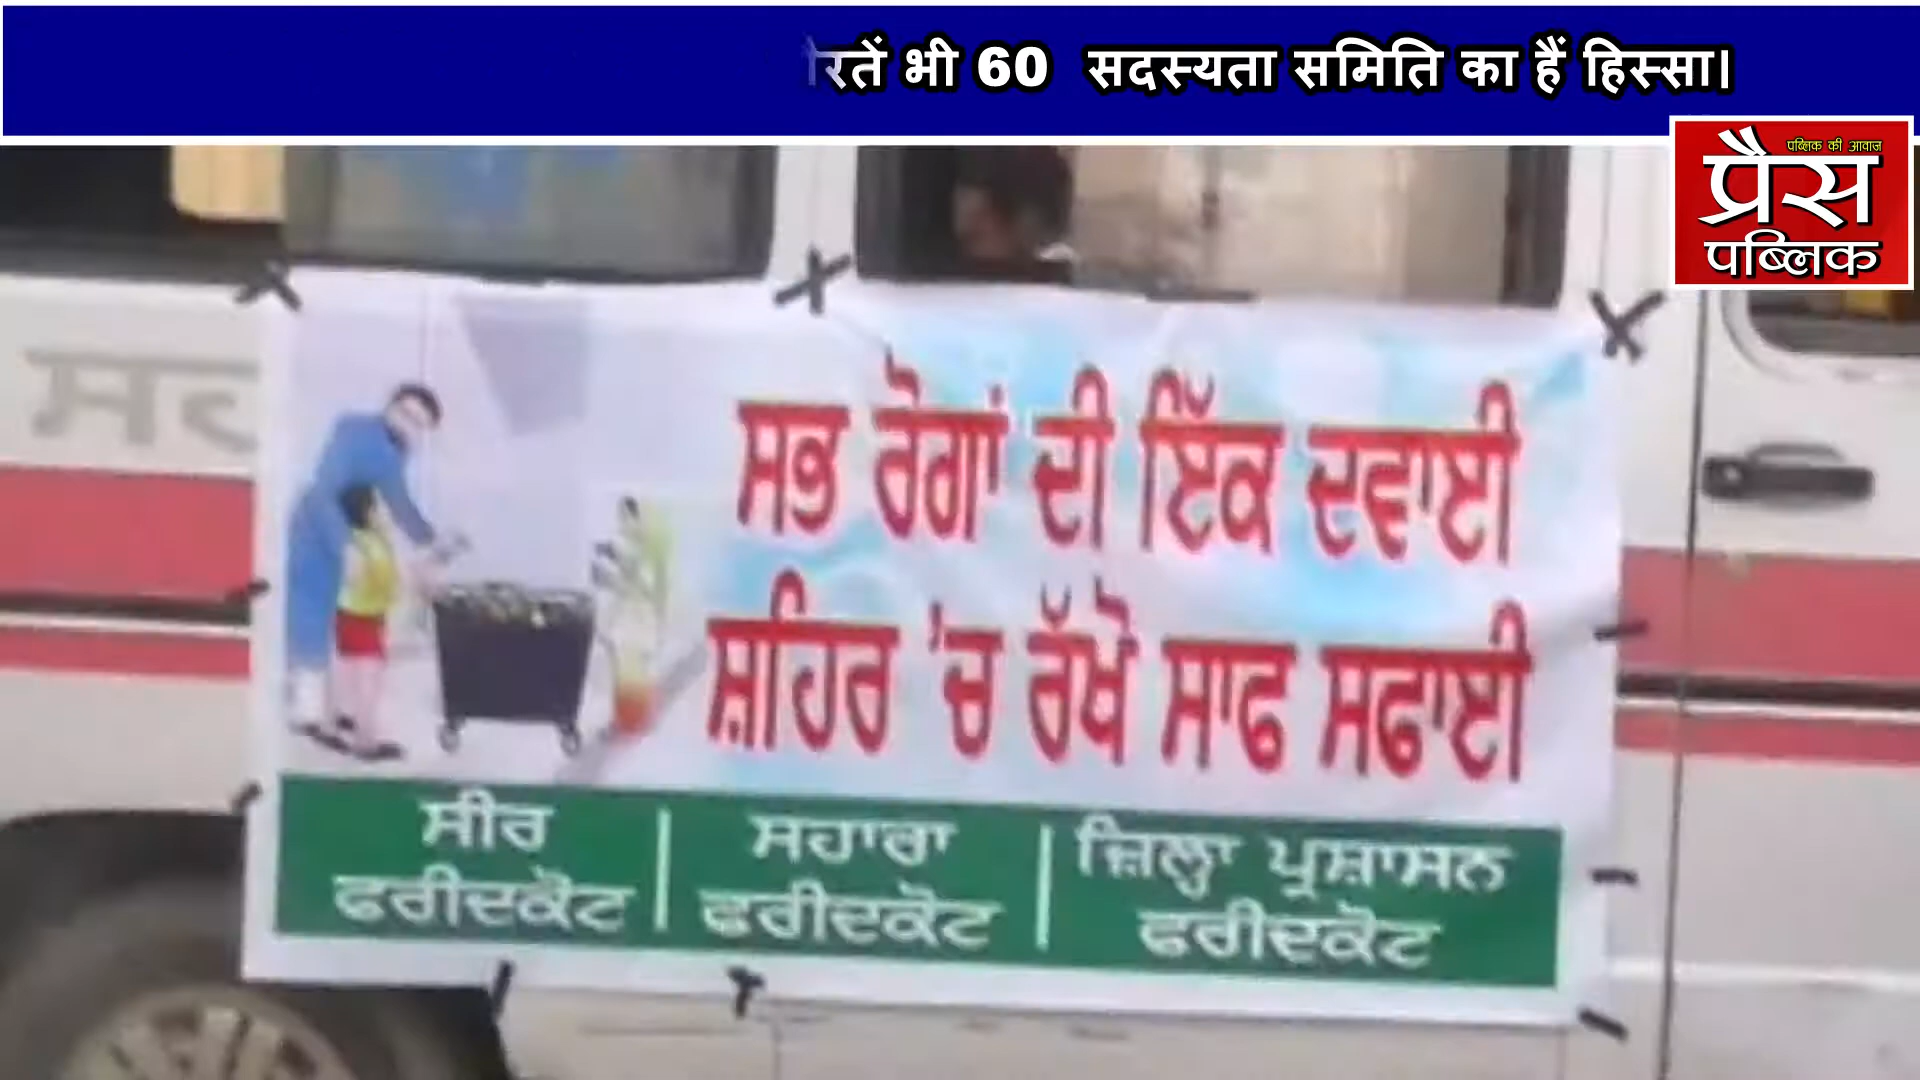 भी 60 सदस्यता समिति का हैं हिस्सा।
पब्लिक की आवाज
प्रैस
पब्लिक
ਸਭ ਰੋਗਾਂ ਦੀ ਇੱਕ ਦਵਾਈ
ਸ਼ਹਿਰ 'ਚ ਰੱਖੋ ਸਾਫ ਸਫਾਈ
ਸੀਰ
ਫਰੀਦਕੋਟ
ਸਹਾਰਾ
ਫਰੀਦਕੋਟ
ਜ਼ਿਲ੍ਹਾ ਪ੍ਰਸ਼ਾਸਨ
ਫਰੀਦਕੋਟ